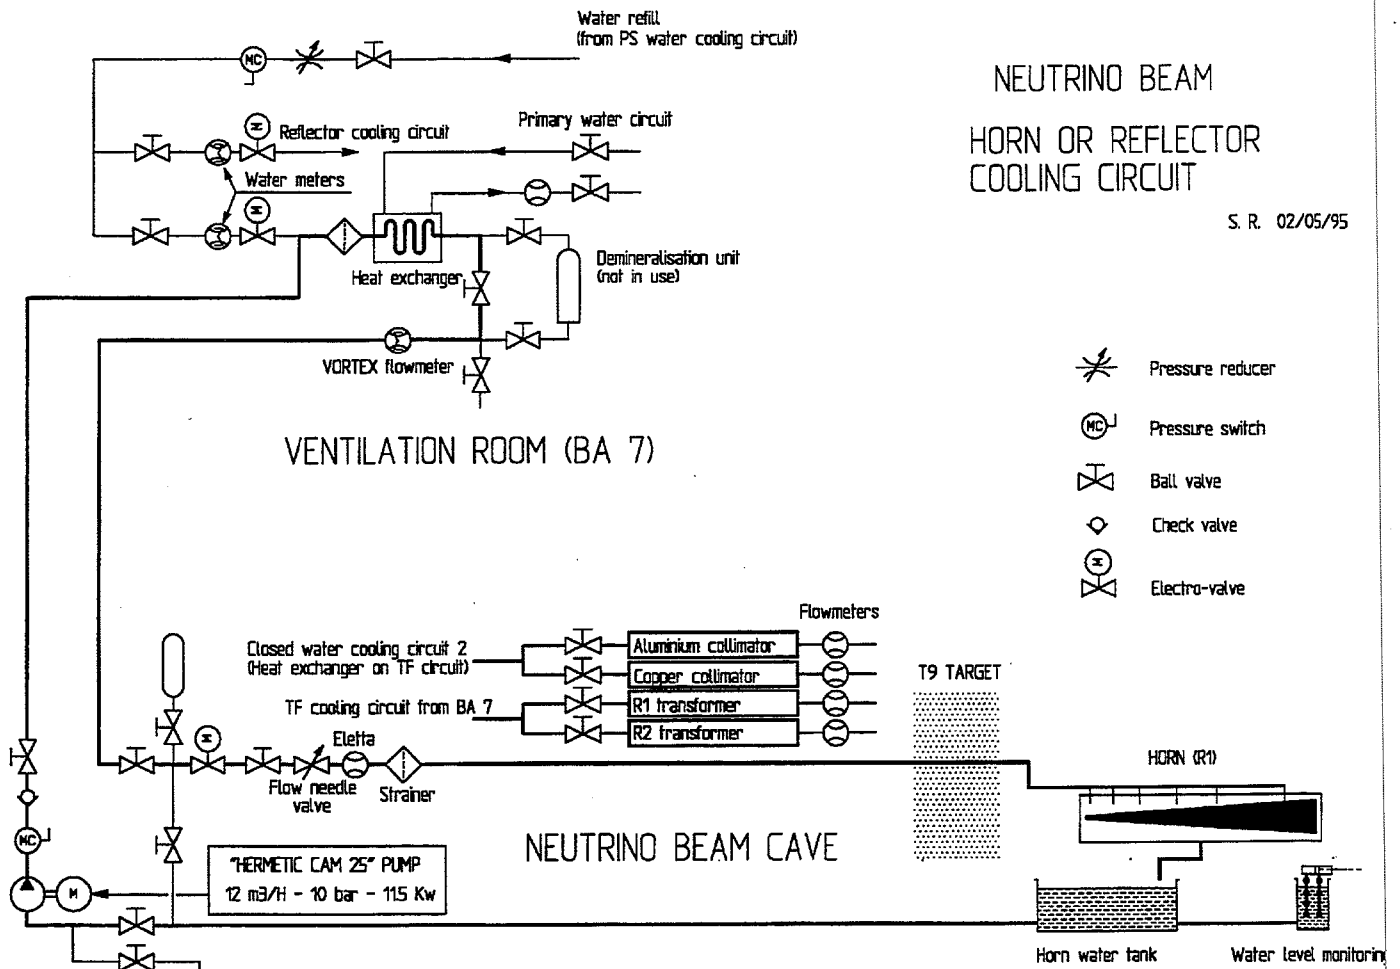 Water refill
(from PS water cooling circuit)
MC
NEUTRINO BEAM
HORN OR REFLECTOR
COOLING CIRCUIT
S. R. 02/05/95
Reflector cooling circuit
Primary water circuit
Water meters
Heat exchanger
Demineralisation unit
(not in use)
VORTEX flowmeter
VENTILATION ROOM (BA 7)
Pressure reducer
MC
Pressure switch
Ball valve
Check valve
Electro-valve
Closed water cooling circuit 2
(Heat exchanger on TF circuit)
TF cooling circuit from BA 7
Flowmeters
Aluminium collimator
Copper collimator
R1 transformer
R2 transformer
T9 TARGET
Eletta
Flow needle
valve
Strainer
HORN (R1)
MC
M
"HERMETIC CAM 25" PUMP
12 m3/H - 10 bar - 11.5 Kw
NEUTRINO BEAM CAVE
Horn water tank
Water level monitorin